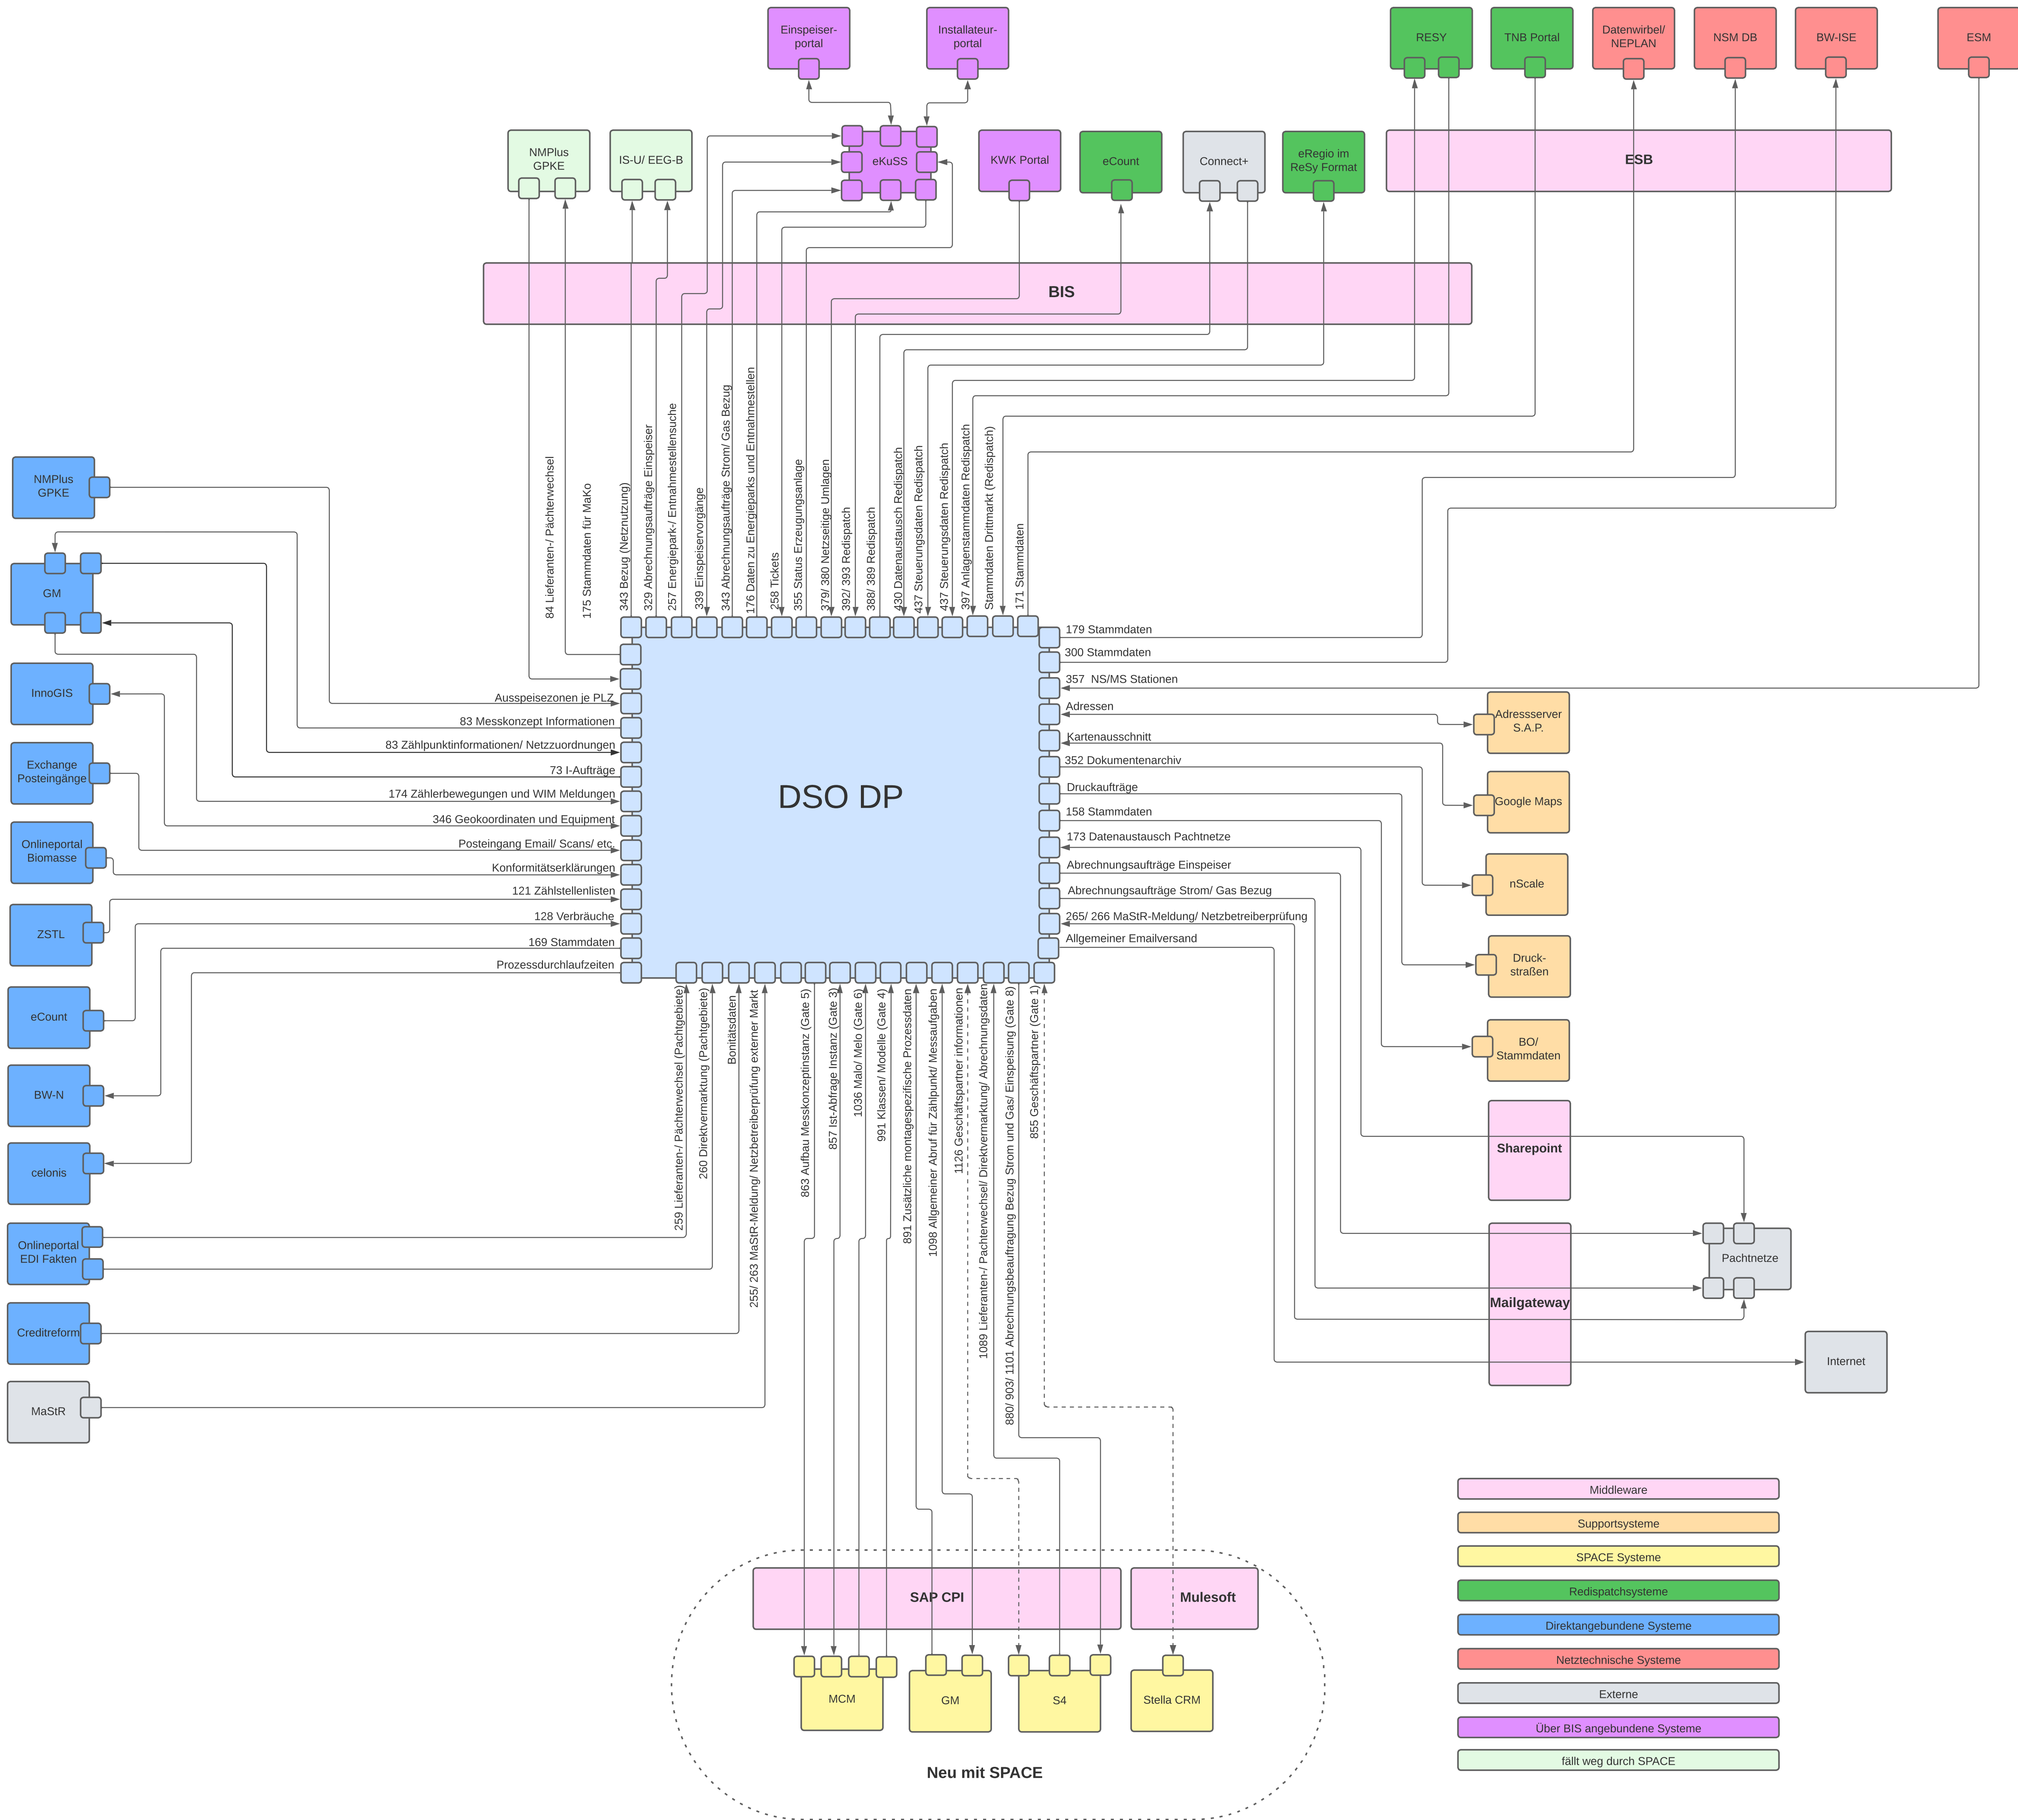 Einspeiser-
portal
Installateur-
portal
RESY
TNB Portal
Datenwirbel/
NEPLAN
NSM DB
BW-ISE
ESM
NMPlus
GPKE
IS-U/ EEG-B
eKuSS
KWK Portal
eCount
Connect+
eRegio im
ReSy Format
ESB
BIS
84 Lieferanten-/ Pächterwechsel
175 Stammdaten für MaKo
343 Bezug (Netznutzung)
329 Abrechnungsaufträge Einspeiser
257 Energiepark-/ Entnahmestellensuche
339 Einspeiservorgänge
343 Abrechnungsaufträge Strom/ Gas Bezug
176 Daten zu Energieparks und Entnahmestellen
258 Tickets
355 Status Erzeugungsanlage
379/ 380 Netzseitige Umlagen
392/ 393 Redispatch
388/ 389 Redispatch
430 Datenaustausch Redispatch
437 Steuerungsdaten Redispatch
437 Steuerungsdaten Redispatch
397 Anlagenstammdaten Redispatch
Stammdaten Drittmarkt (Redispatch)
171 Stammdaten
NMPlus
GPKE
GM
InnoGIS
Exchange
Posteingänge
Onlineportal
Biomasse
ZSTL
eCount
BW-N
celonis
Onlineportal
EDI Fakten
Creditreform
MaStR
Ausspeisezonen je PLZ
83 Messkonzept Informationen
83 Zählpunktinformationen/ Netzzuordnungen
73 I-Aufträge
174 Zählerbewegungen und WIM Meldungen
346 Geokoordinaten und Equipment
Posteingang Email/ Scans/ etc.
Konformitätserklärungen
121 Zählstellenlisten
128 Verbräuche
169 Stammdaten
Prozessdurchlaufzeiten
DSO DP
179 Stammdaten
300 Stammdaten
357  NS/MS Stationen
Adressen
Kartenausschnitt
352 Dokumentenarchiv
Druckaufträge
158 Stammdaten
173 Datenaustausch Pachtnetze
Abrechnungsaufträge Einspeiser
Abrechnungsaufträge Strom/ Gas Bezug
265/ 266 MaStR-Meldung/ Netzbetreiberprüfung
Allgemeiner Emailversand
Adressserver
S.A.P.
Google Maps
nScale
Druck-
straßen
BO/
Stammdaten
Sharepoint
Mailgateway
Pachtnetze
Internet
259 Lieferanten-/ Pächterwechsel (Pachtgebiete)
260 Direktvermarktung (Pachtgebiete)
Bonitätsdaten
255/ 263 MaStR-Meldung/ Netzbetreiberprüfung externer Markt
863 Aufbau Messkonzeptinstanz (Gate 5)
857 Ist-Abfrage Instanz (Gate 3)
1036 Malo/ Melo (Gate 6)
991 Klassen/ Modelle (Gate 4)
891 Zusätzliche montagespezifische Prozessdaten
1098 Allgemeiner Abruf für Zählpunkt/ Messaufgaben
1126 Geschäftspartner informationen
1089 Lieferanten-/ Pachterwechsel/ Direktvermarktung/ Abrechnungsdaten
880/ 903/ 1101 Abrechnungsbeauftragung Bezug Strom und Gas/ Einspeisung (Gate 8)
855 Geschäftspartner (Gate 1)
SAP CPI
Mulesoft
MCM
GM
S4
Stella CRM
Neu mit SPACE
Middleware
Supportsysteme
SPACE Systeme
Redispatchsysteme
Direktangebundene Systeme
Netztechnische Systeme
Externe
Über BIS angebundene Systeme
fällt weg durch SPACE